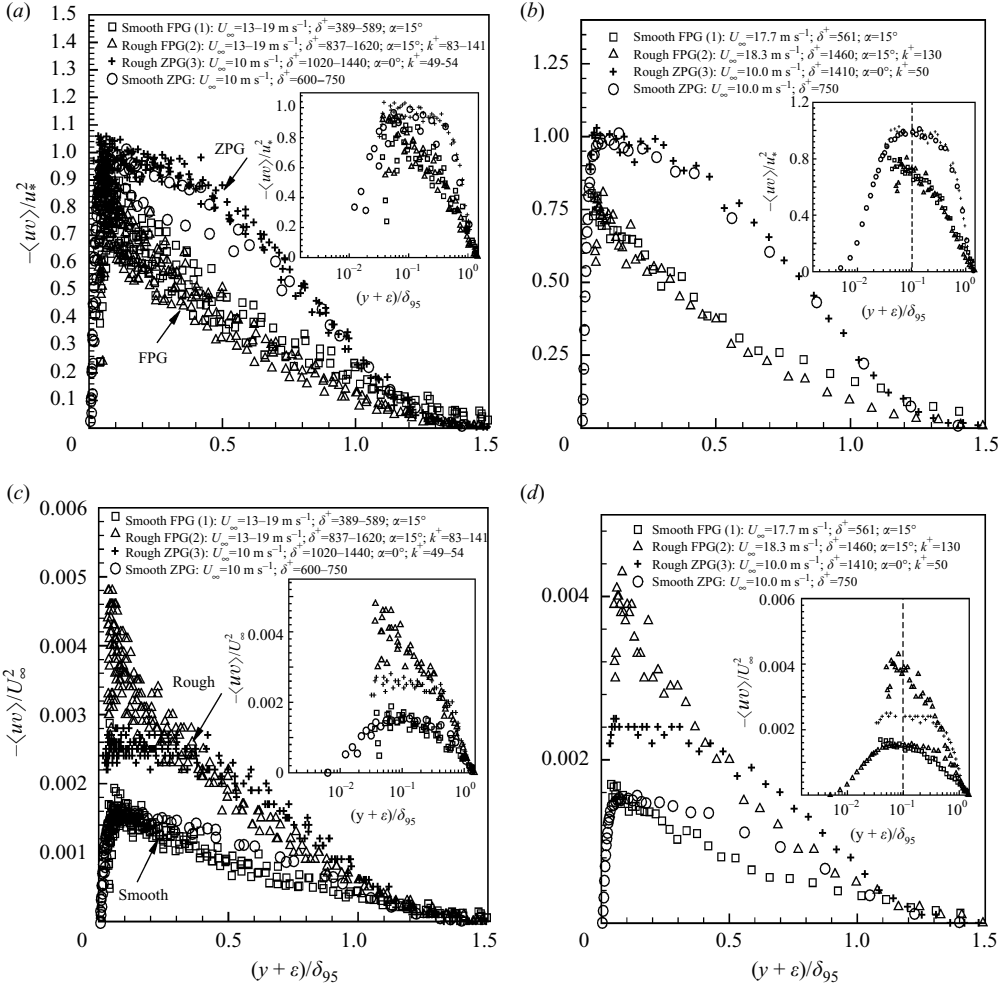 (a)
Smooth FPG (1): U∞=13–19 m s⁻¹; δ⁺=389–589; α=15°
Rough FPG(2): U∞=13–19 m s⁻¹; δ⁺=837–1620; α=15°; k⁺=83–141
Rough ZPG(3): U∞=10 m s⁻¹; δ⁺=1020–1440; α=0°; k⁺=49-54
Smooth ZPG: U∞=10 m s⁻¹; δ⁺=600–750
1.5
1.4
1.3
1.2
1.1
1.0
0.9
0.8
0.7
0.6
0.5
0.4
0.3
0.2
0.1
0
0.5
1.0
1.5
−⟨uv⟩/u*²
ZPG
FPG
1.0
0.8
0.6
0.4
0.2
0
10⁻²
10⁻¹
10⁰
−⟨uv⟩/u*²
(y + ε)/δ₉₅
(b)
Smooth FPG (1): U∞=17.7 m s⁻¹; δ⁺=561; α=15°
Rough FPG(2): U∞=18.3 m s⁻¹; δ⁺=1460; α=15°; k⁺=130
Rough ZPG(3): U∞=10.0 m s⁻¹; δ⁺=1410; α=0°; k⁺=50
Smooth ZPG: U∞=10.0 m s⁻¹; δ⁺=750
1.25
1.00
0.75
0.50
0.25
0
0.5
1.0
1.5
1.2
0.8
0.4
0
10⁻²
10⁻¹
10⁰
−⟨uv⟩/u*²
(y + ε)/δ₉₅
(c)
Smooth FPG (1): U∞=13–19 m s⁻¹; δ⁺=389–589; α=15°
Rough FPG(2): U∞=13–19 m s⁻¹; δ⁺=837–1620; α=15°; k⁺=83–141
Rough ZPG(3): U∞=10 m s⁻¹; δ⁺=1020–1440; α=0°; k⁺=49–54
Smooth ZPG: U∞=10 m s⁻¹; δ⁺=600–750
0.006
0.005
0.004
0.003
0.002
0.001
0
0.5
1.0
1.5
−⟨uv⟩/U∞²
(y + ε)/δ₉₅
Rough
Smooth
0.004
0.002
0
10⁻²
10⁻¹
10⁰
−⟨uv⟩/U∞²
(y + ε)/δ₉₅
(d)
Smooth FPG (1): U∞=17.7 m s⁻¹; δ⁺=561; α=15°
Rough FPG(2): U∞=18.3 m s⁻¹; δ⁺=1460; α=15°; k⁺=130
Rough ZPG(3): U∞=10.0 m s⁻¹; δ⁺=1410; α=0°; k⁺=50
Smooth ZPG: U∞=10.0 m s⁻¹; δ⁺=750
0.004
0.002
0
0.5
1.0
1.5
(y + ε)/δ₉₅
0.006
0.004
0.002
0
10⁻²
10⁻¹
10⁰
−⟨uv⟩/U∞²
(y + ε)/δ₉₅